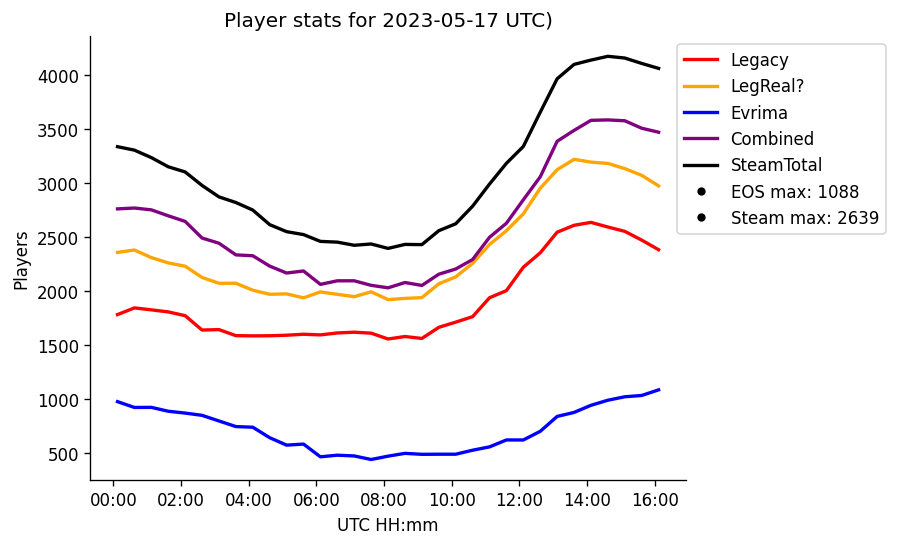 Player stats for 2023-05-17 UTC)
4000
3500
3000
2500
2000
1500
1000
500
Players
00:00 02:00 04:00 06:00 08:00 10:00 12:00 14:00 16:00
UTC HH:mm
Legacy
LegReal?
Evrima
Combined
SteamTotal
EOS max: 1088
Steam max: 2639